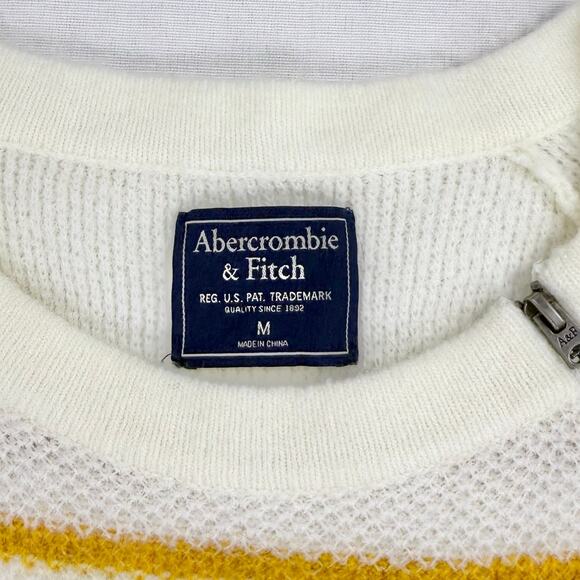 Abercrombie
& Fitch
REG. U.S. PAT. TRADEMARK
QUALITY SINCE 1892
M
MADE IN CHINA
A&F